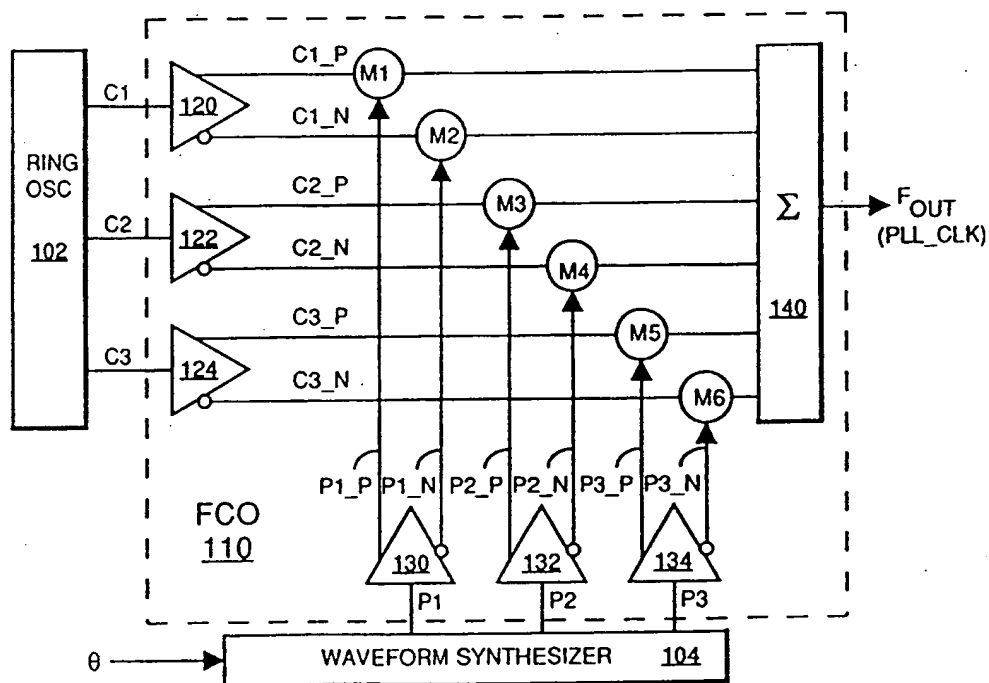 C1_P
M1
C1
120
C1_N
M2
RING
OSC
102
C2_P
M3
C2
122
C2_N
M4
Σ
F_OUT
(PLL_CLK)
140
C3_P
M5
C3
124
C3_N
M6
P1_P P1_N P2_P P2_N P3_P P3_N
FCO
110
130 132 134
P1 P2 P3
θ
WAVEFORM SYNTHESIZER 104